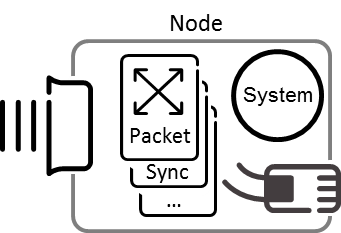 Node
System
Packet
Sync
...